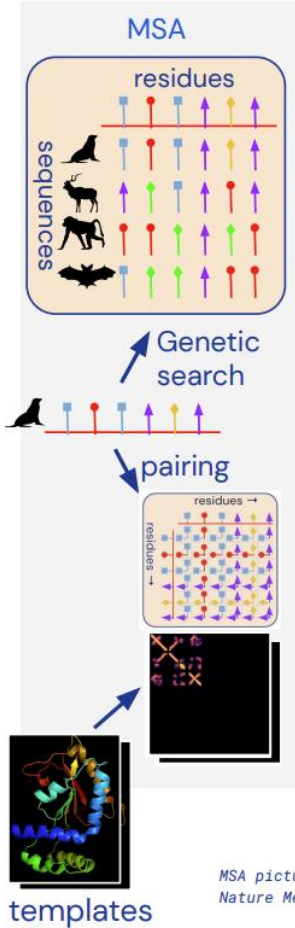 MSA
residues
sequences
Genetic
search
pairing
residues →
residues →
templates
MSA pictu
Nature Me